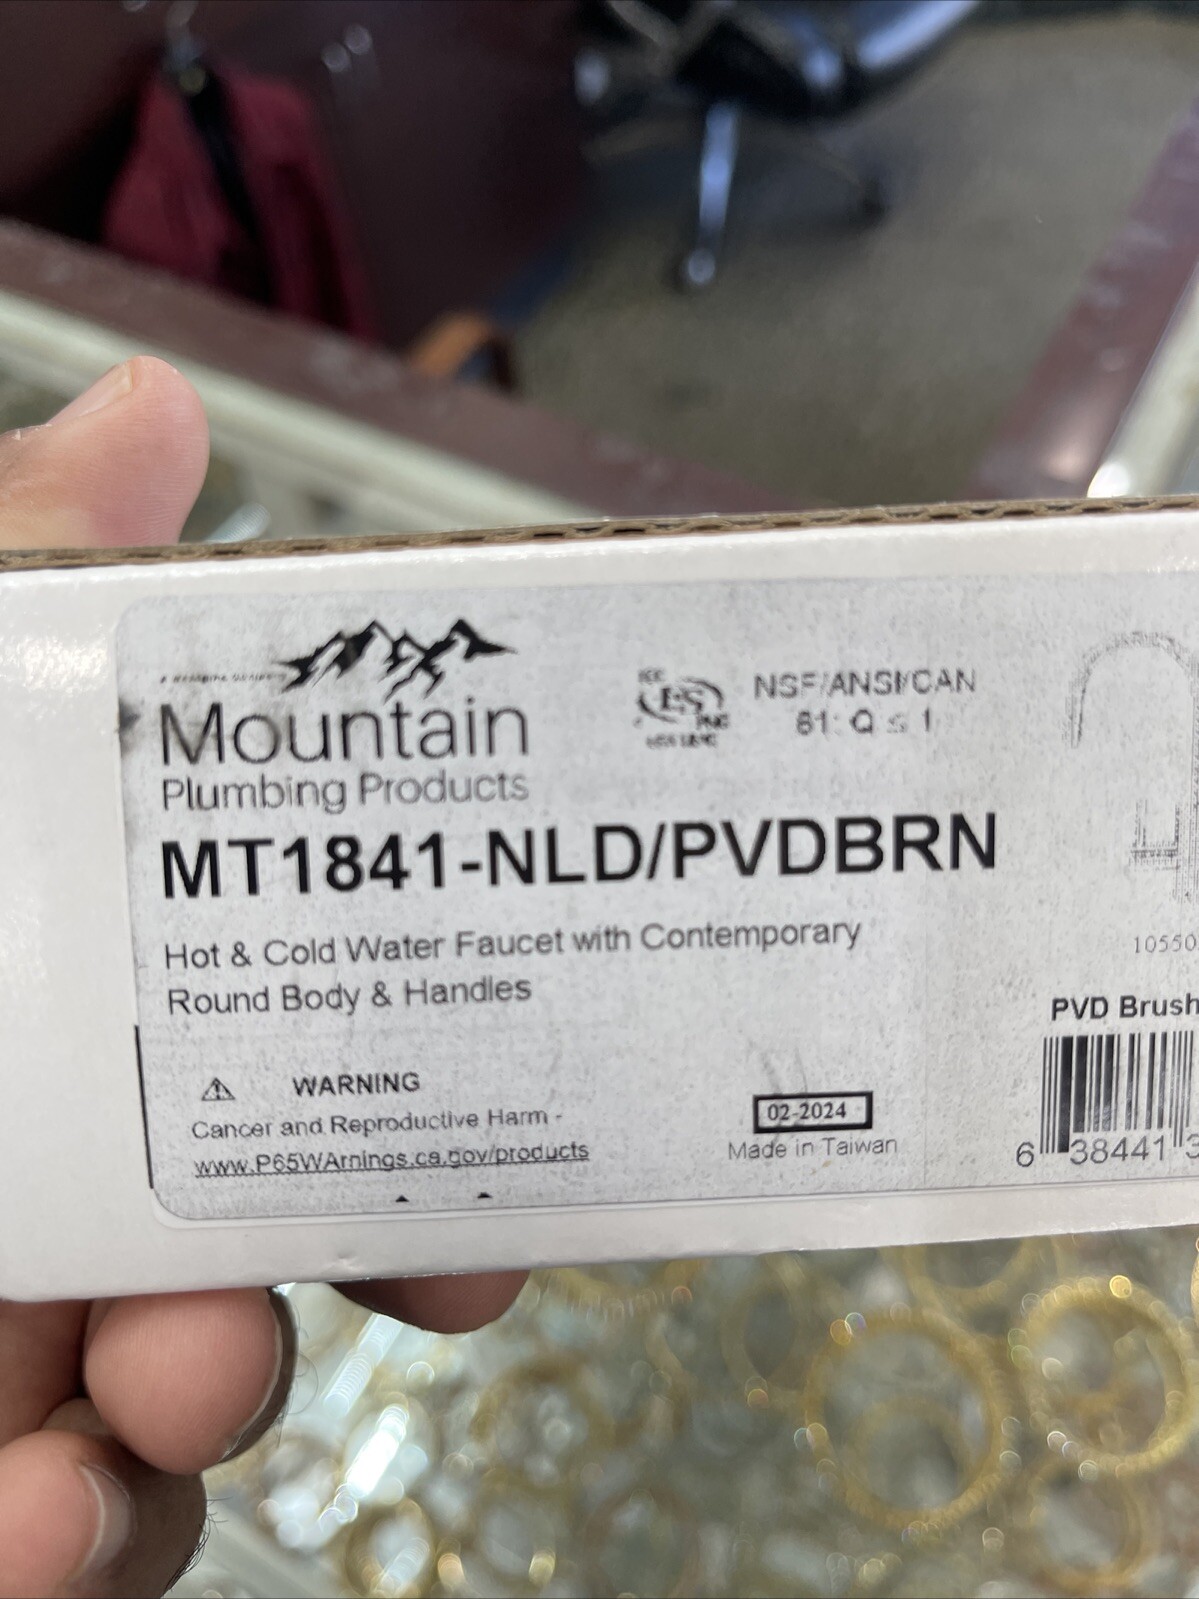 Mountain
Plumbing Products
NSF/ANSI/CAN
61: Q ≤ 1
MT1841-NLD/PVDBRN
Hot & Cold Water Faucet with Contemporary
Round Body & Handles
10550
PVD Brush
WARNING
Cancer and Reproductive Harm -
www.P65WArnings.ca.gov/products
02-2024
Made in Taiwan
6 38441 3